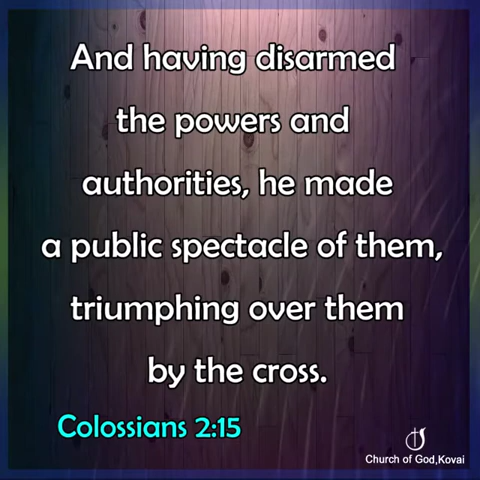 And having disarmed
the powers and
authorities, he made
a public spectacle of them,
triumphing over them
by the cross.
Colossians 2:15
Church of God,Kovai